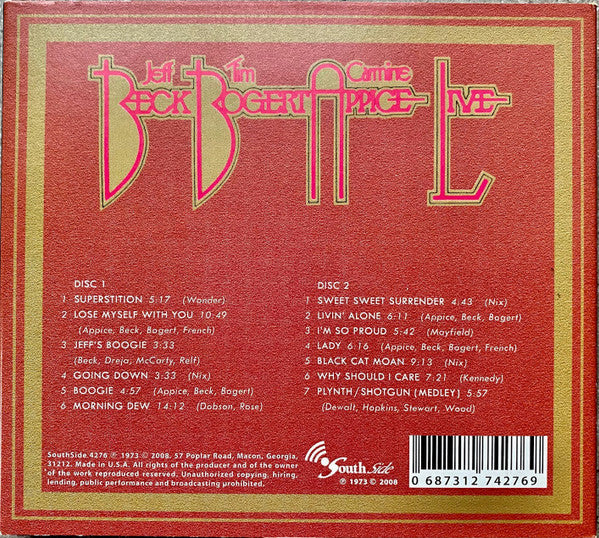 Jeff Tim Carmine
BECK BOGERT APPICE LIVE
DISC 1
1 SUPERSTITION 5:17 (Wonder)
2 LOSE MYSELF WITH YOU 10:49
(Appice, Beck, Bogert, French)
3 JEFF'S BOOGIE 3:33
(Beck, Dreja, McCarty, Relf)
4 GOING DOWN 3:33 (Nix)
5 BOOGIE 4:57 (Appice, Beck, Bogert)
6 MORNING DEW 14:12 (Dobson, Rose)
DISC 2
1 SWEET SWEET SURRENDER 4:43 (Nix)
2 LIVIN' ALONE 6:11 (Appice, Beck, Bogert)
3 I'M SO PROUD 5:42 (Mayfield)
4 LADY 6:16 (Appice, Beck, Bogert, French)
5 BLACK CAT MOAN 9:13 (Nix)
6 WHY SHOULD I CARE 7:21 (Kennedy)
7 PLYNTH/SHOTGUN [MEDLEY] 5:57
(Dewalt, Hopkins, Stewart, Wood)
SouthSide 4276 ℗ 1973 © 2008. 57 Poplar Road, Macon, Georgia,
31212. Made in U.S.A. All rights of the producer and of the owner
of the work reproduced reserved. Unauthorized copying, hiring,
lending, public performance and broadcasting prohibited.
South Side
℗ 1973 © 2008
0 687312 742769